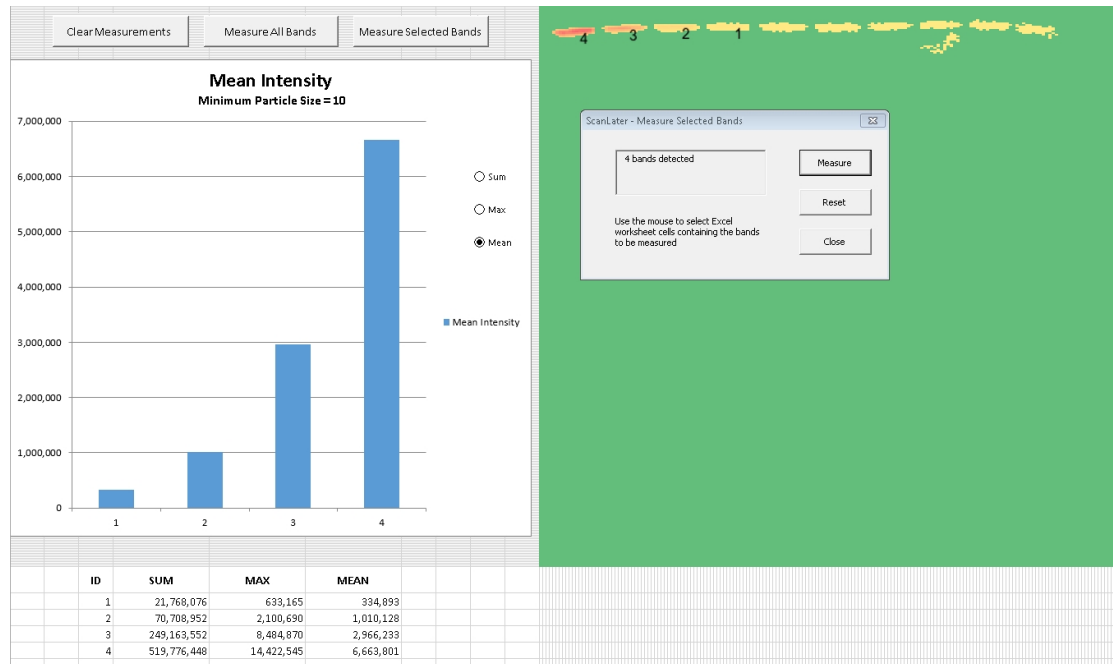 Clear Measurements Measure All Bands Measure Selected Bands
Mean Intensity
Minimum Particle Size = 10
7,000,000
6,000,000
5,000,000
4,000,000
3,000,000
2,000,000
1,000,000
0
1 2 3 4
Sum
Max
Mean
Mean Intensity
4 3 2 1
ScanLater - Measure Selected Bands
4 bands detected
Measure
Reset
Close
Use the mouse to select Excel
worksheet cells containing the bands
to be measured
ID SUM MAX MEAN
1 21,768,076 633,165 334,893
2 70,708,952 2,100,690 1,010,128
3 249,163,552 8,484,870 2,966,233
4 519,776,448 14,422,545 6,663,801